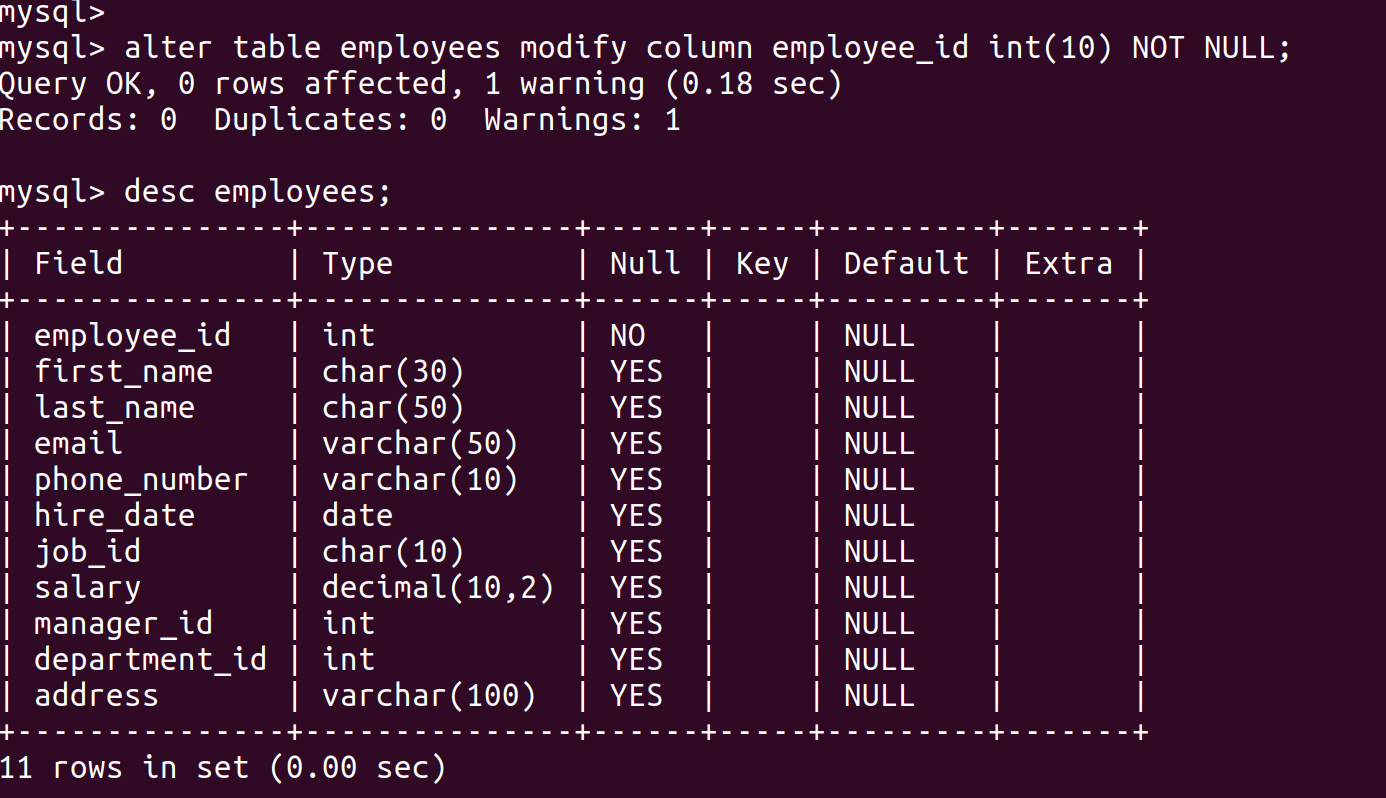 mysql>
mysql> alter table employees modify column employee_id int(10) NOT NULL;
Query OK, 0 rows affected, 1 warning (0.18 sec)
Records: 0  Duplicates: 0  Warnings: 1
mysql> desc employees;
+---------------+---------------+------+-----+---------+-------+
| Field         | Type          | Null | Key | Default | Extra |
+---------------+---------------+------+-----+---------+-------+
| employee_id   | int           | NO   |     | NULL    |       |
| first_name    | char(30)      | YES  |     | NULL    |       |
| last_name     | char(50)      | YES  |     | NULL    |       |
| email         | varchar(50)   | YES  |     | NULL    |       |
| phone_number  | varchar(10)   | YES  |     | NULL    |       |
| hire_date     | date          | YES  |     | NULL    |       |
| job_id        | char(10)      | YES  |     | NULL    |       |
| salary        | decimal(10,2) | YES  |     | NULL    |       |
| manager_id    | int           | YES  |     | NULL    |       |
| department_id | int           | YES  |     | NULL    |       |
| address       | varchar(100)  | YES  |     | NULL    |       |
+---------------+---------------+------+-----+---------+-------+
11 rows in set (0.00 sec)